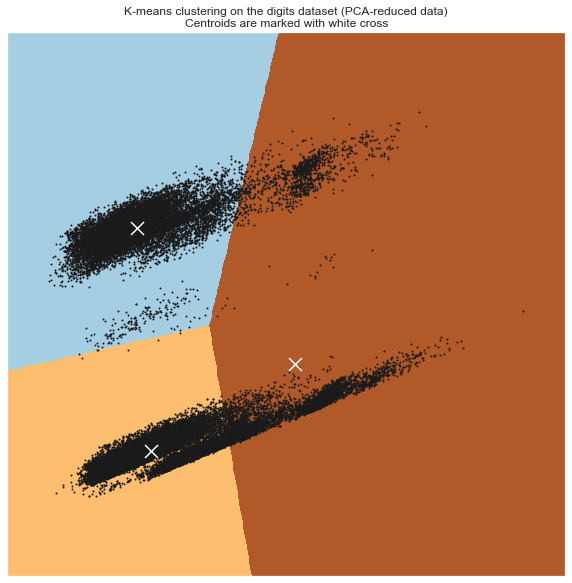 K-means clustering on the digits dataset (PCA-reduced data)
Centroids are marked with white cross